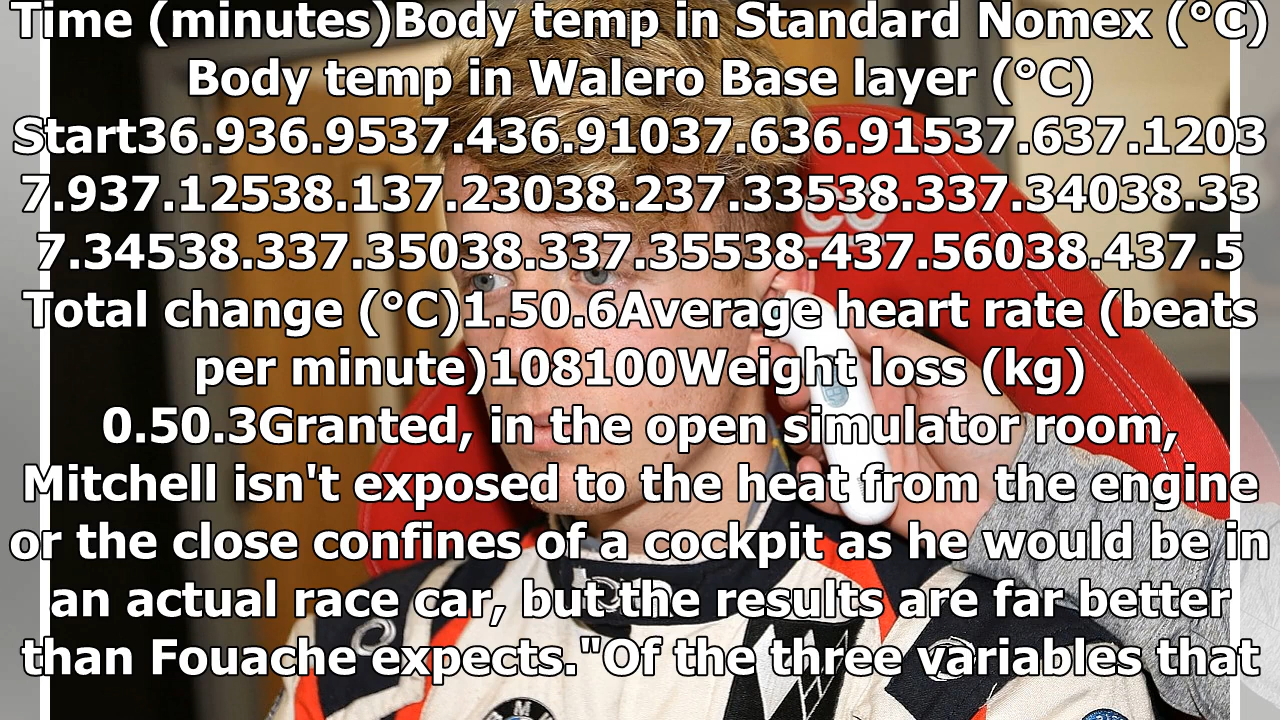 Time (minutes)Body temp in Standard Nomex (°C)
Body temp in Walero Base layer (°C)
Start36.936.9537.436.91037.636.91537.637.1203
7.937.12538.137.23038.237.33538.337.34038.33
7.34538.337.35038.337.35538.437.56038.437.5
Total change (°C)1.50.6Average heart rate (beats
per minute)108100Weight loss (kg)
0.50.3Granted, in the open simulator room,
Mitchell isn't exposed to the heat from the engine
or the close confines of a cockpit as he would be in
an actual race car, but the results are far better
than Fouache expects."Of the three variables that